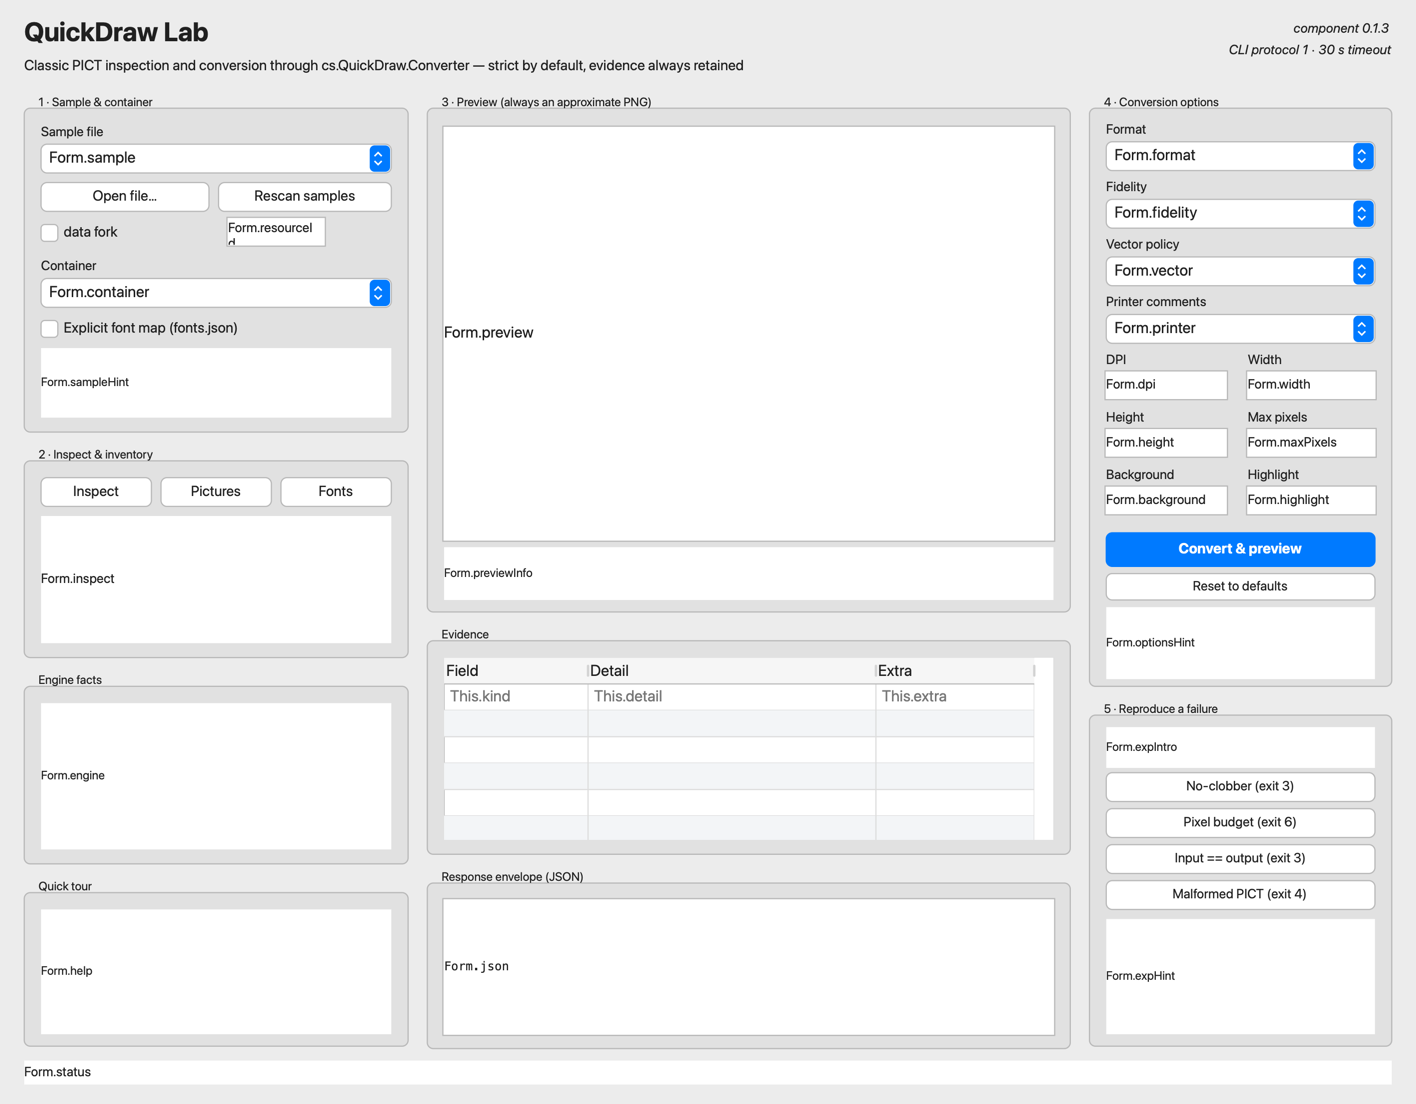 QuickDraw Lab
component 0.1.3
CLI protocol 1 · 30 s timeout
Classic PICT inspection and conversion through cs.QuickDraw.Converter — strict by default, evidence always retained
1 · Sample & container
Sample file
Form.sample
Open file...
Rescan samples
data fork
Form.resourceI
d
Container
Form.container
Explicit font map (fonts.json)
Form.sampleHint
2 · Inspect & inventory
Inspect
Pictures
Fonts
Form.inspect
Engine facts
Form.engine
Quick tour
Form.help
3 · Preview (always an approximate PNG)
Form.preview
Form.previewInfo
Evidence
Field
Detail
Extra
This.kind
This.detail
This.extra
Response envelope (JSON)
Form.json
4 · Conversion options
Format
Form.format
Fidelity
Form.fidelity
Vector policy
Form.vector
Printer comments
Form.printer
DPI
Width
Form.dpi
Form.width
Height
Max pixels
Form.height
Form.maxPixels
Background
Highlight
Form.background
Form.highlight
Convert & preview
Reset to defaults
Form.optionsHint
5 · Reproduce a failure
Form.expIntro
No-clobber (exit 3)
Pixel budget (exit 6)
Input == output (exit 3)
Malformed PICT (exit 4)
Form.expHint
Form.status